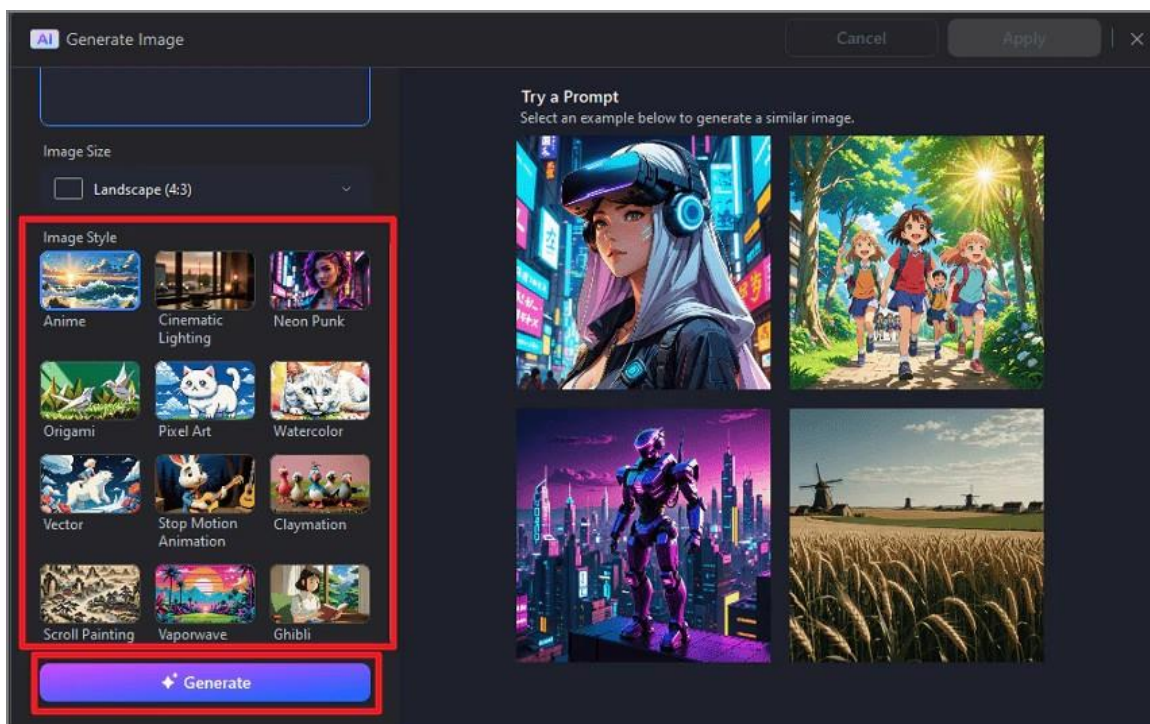 AI Generate Image
Cancel
Apply
Image Size
Landscape (4:3)
Image Style
Anime
Cinematic
Lighting
Neon Punk
Origami
Pixel Art
Watercolor
Vector
Stop Motion
Animation
Claymation
Scroll Painting
Vaporwave
Ghibli
Generate
Try a Prompt
Select an example below to generate a similar image.